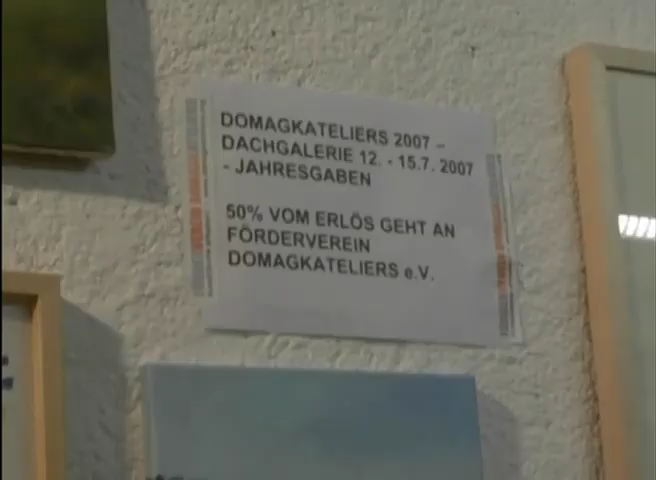 DOMAGKATELIERS 2007 –
DACHGALERIE 12. - 15.7. 2007
- JAHRESGABEN
50% VOM ERLÖS GEHT AN
FÖRDERVEREIN
DOMAGKATELIERS e.V.